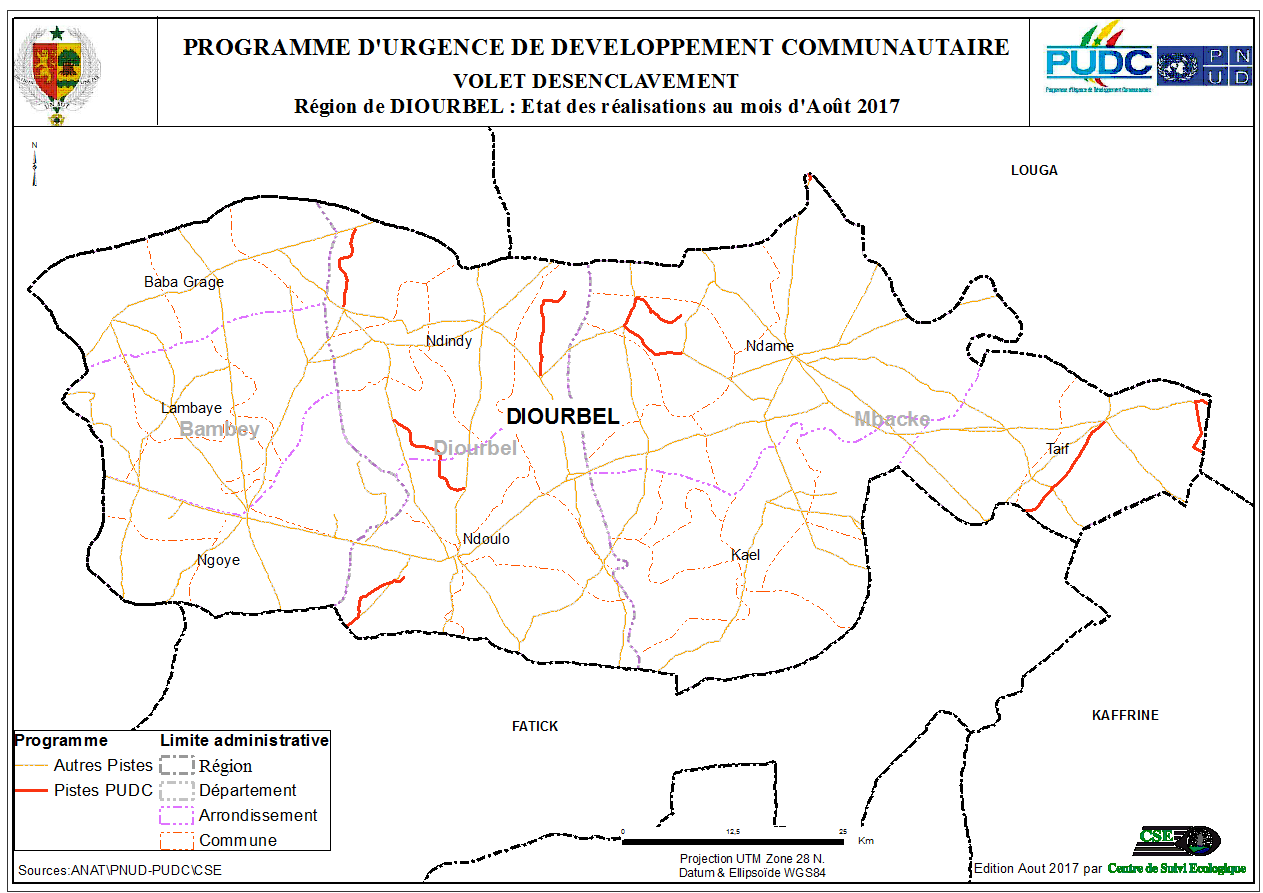 PROGRAMME D'URGENCE DE DEVELOPPEMENT COMMUNAUTAIRE
VOLET DESENCLAVEMENT
Région de DIOURBEL : Etat des réalisations au mois d'Août 2017
PUDC
Programme d'Urgence de Développement Communautaire
P N
U D
N
LOUGA
Baba Grage
Ndindy
Ndame
Lambaye
Bambey
DIOURBEL
Mbacke
Diourbel
Taif
Ndoulo
Kael
Ngoye
FATICK
KAFFRINE
Programme
Autres Pistes
Pistes PUDC
Limite administrative
Région
Département
Arrondissement
Commune
Sources:ANAT\PNUD-PUDC\CSE
0 12,5 25
Km
Projection UTM Zone 28 N.
Datum & Ellipsoïde WGS84
CSE
Edition Aout 2017 par Centre de Suivi Ecologique